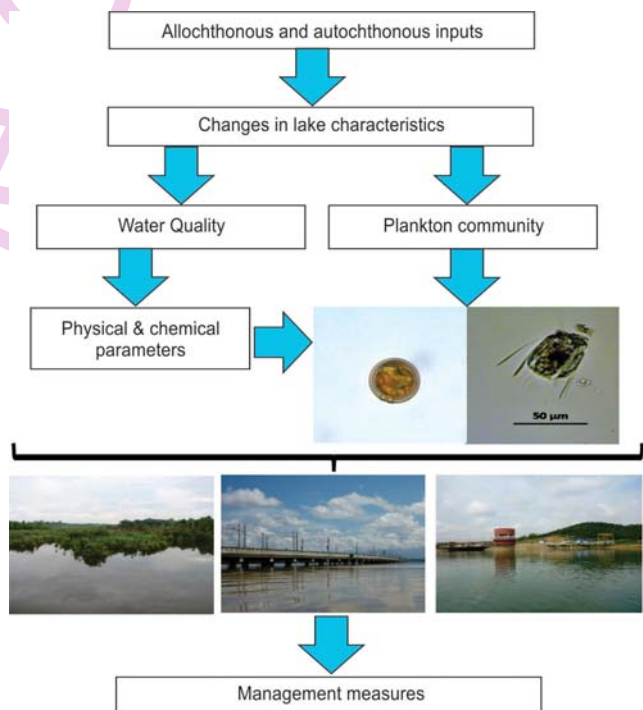 Allochthonous and autochthonous inputs
Changes in lake characteristics
Water Quality
Plankton community
Physical & chemical
parameters
50 µm
Management measures